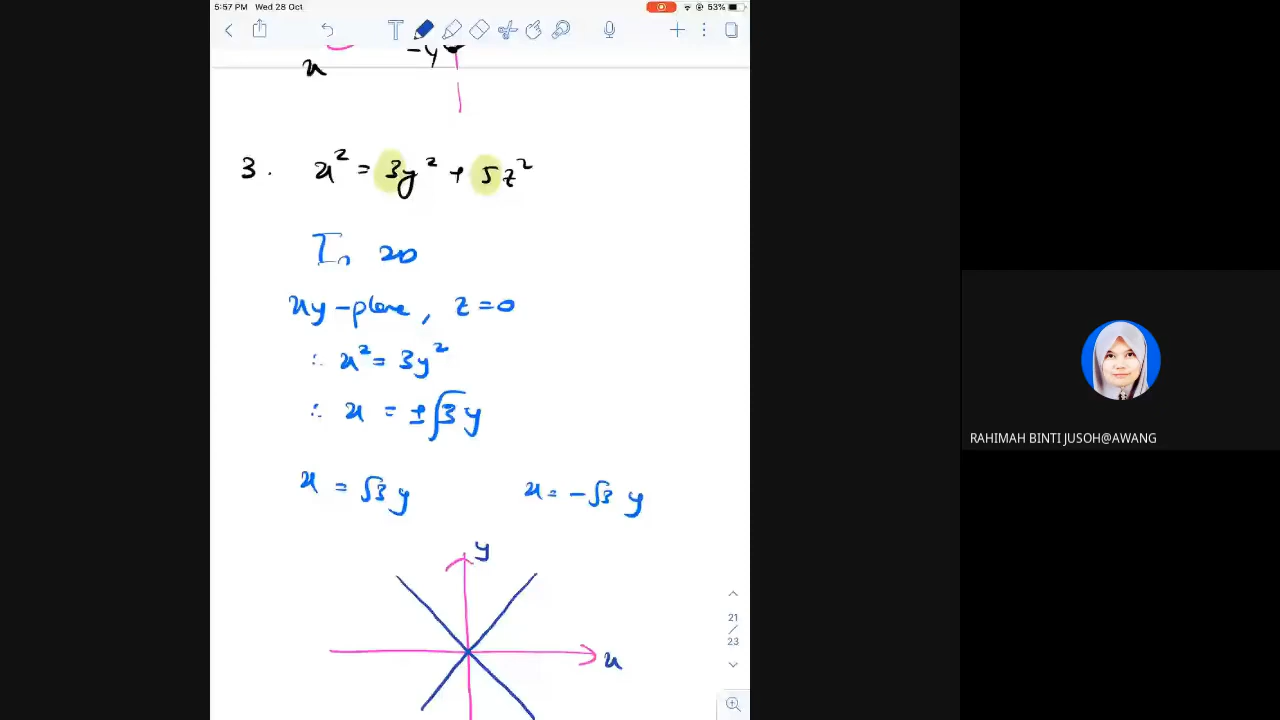 5:57 PM Wed 28 Oct
53%
T
x
-y
3. x² = 3y² + 5z²
In 2D
xy-plane, z=0
∴ x² = 3y²
∴ x = ±√3 y
x = √3 y x = -√3 y
y
x
21
/
23
RAHIMAH BINTI JUSOH@AWANG